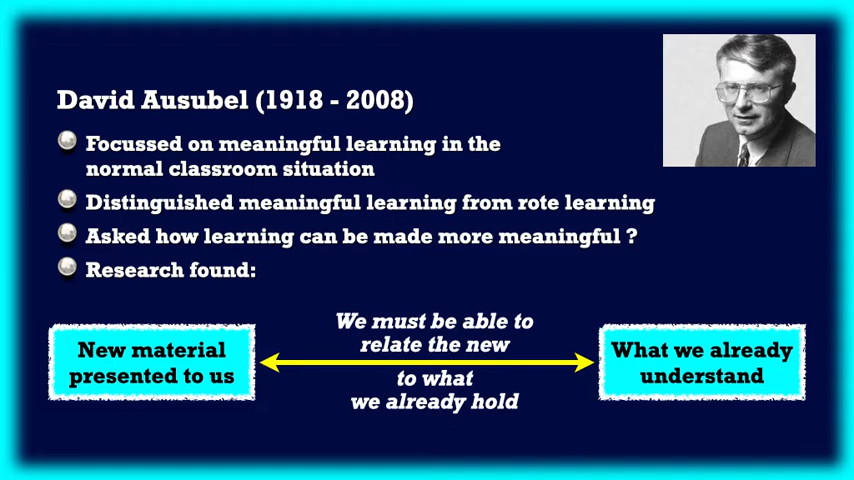 David Ausubel (1918 - 2008)
Focussed on meaningful learning in the
normal classroom situation
Distinguished meaningful learning from rote learning
Asked how learning can be made more meaningful ?
Research found:
We must be able to
relate the new
New material
presented to us
What we already
understand
to what
we already hold